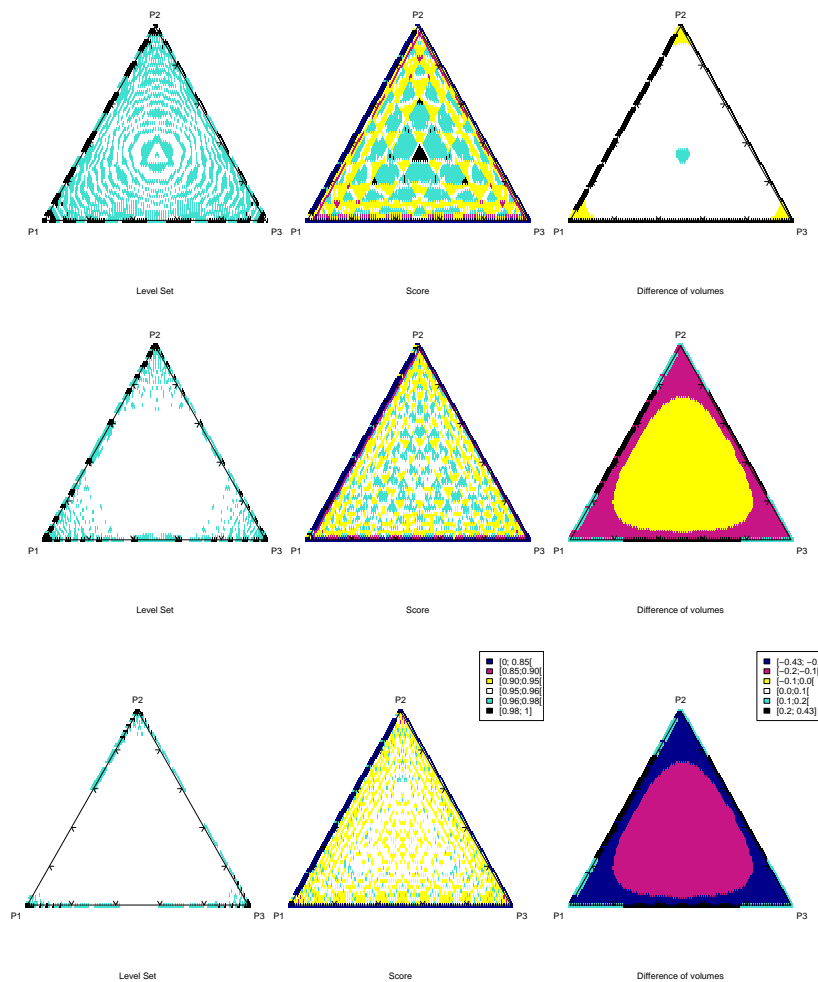 P2
P2
P2
P1
P3
P1
P3
P1
P3
Level Set
Score
Difference of volumes
P2
P2
P2
P1
P3
P1
P3
P1
P3
Level Set
Score
Difference of volumes
[0; 0.85[
[0.85;0.90[
[0.90;0.95[
[0.95;0.96[
[0.96;0.98[
[0.98; 1]
[−0.43; −0.
[−0.2;−0.1[
[−0.1;0.0[
[0.0;0.1[
[0.1;0.2[
[0.2; 0.43]
P2
P2
P2
P1
P3
P1
P3
P1
P3
Level Set
Score
Difference of volumes